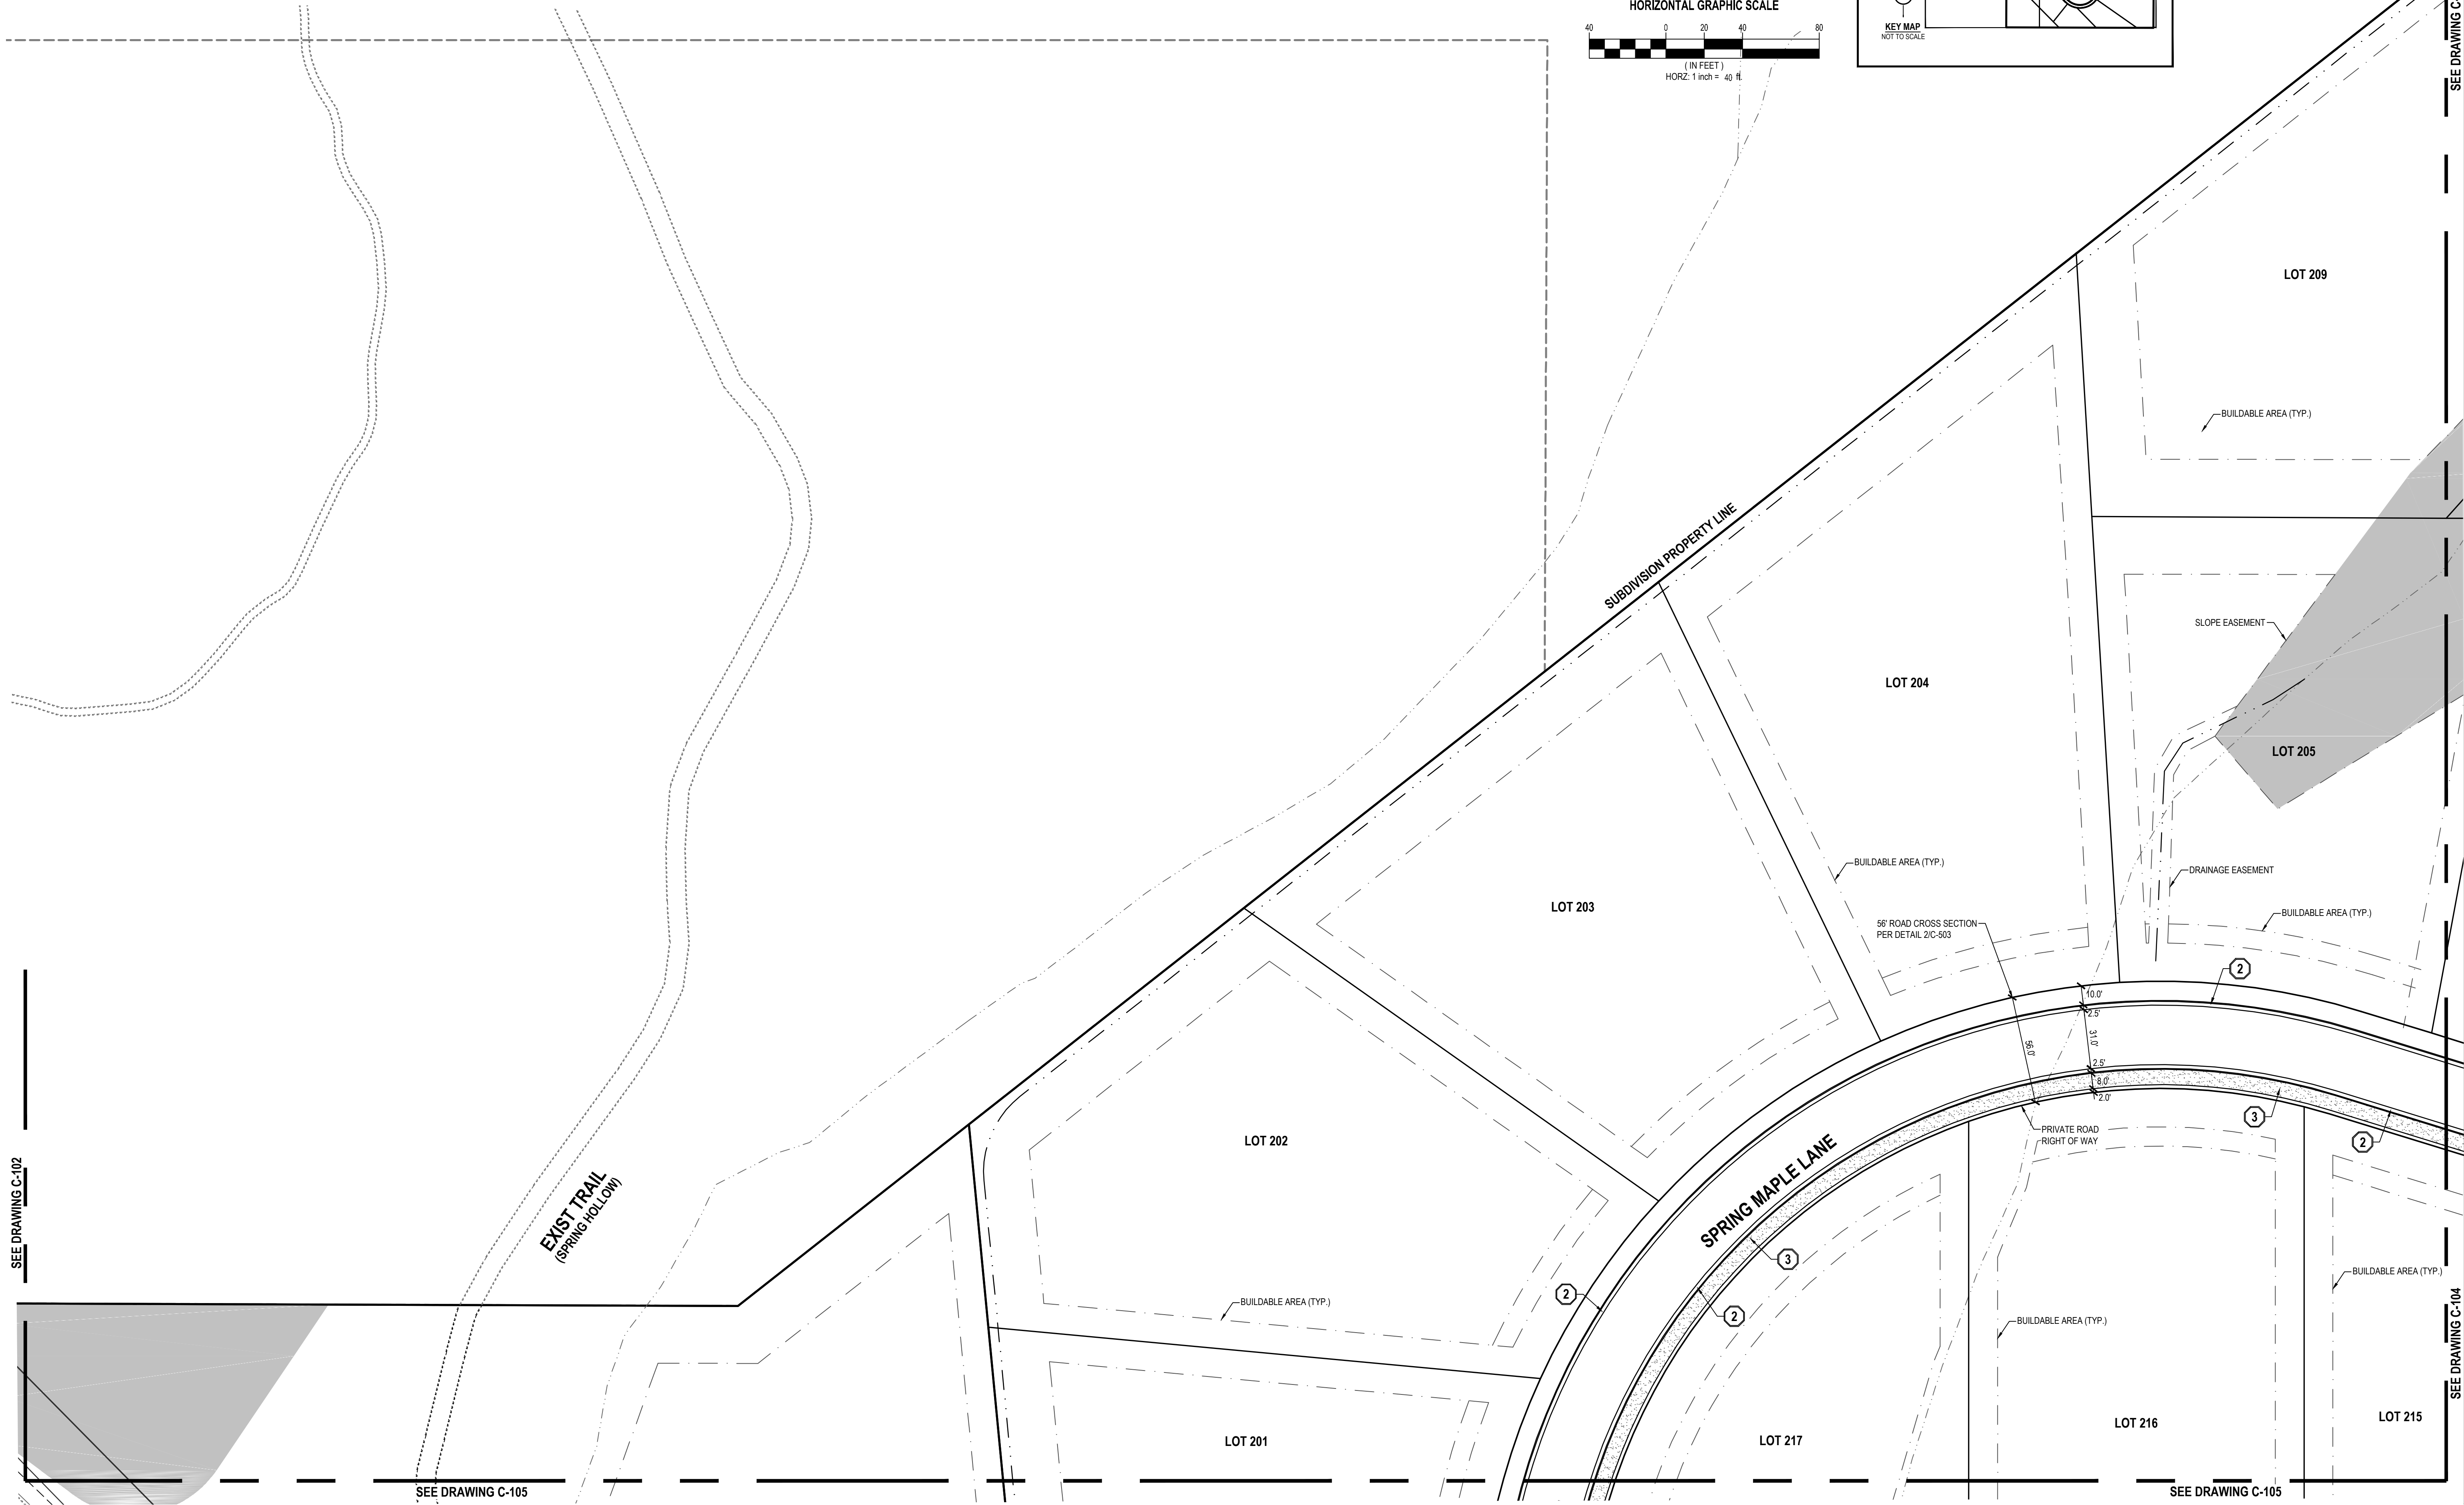 HORIZONTAL GRAPHIC SCALE
40 0 20 40 80
( IN FEET )
HORZ: 1 inch = 40 ft.
KEY MAP
NOT TO SCALE
SEE DRAWING C-
LOT 209
BUILDABLE AREA (TYP.)
SUBDIVISION PROPERTY LINE
SLOPE EASEMENT
LOT 204
LOT 205
BUILDABLE AREA (TYP.)
DRAINAGE EASEMENT
LOT 203
BUILDABLE AREA (TYP.)
56' ROAD CROSS SECTION
PER DETAIL 2/C-503
2
10.0'
2.5'
31.0'
56.0'
2.5'
8.0'
2.0'
3
2
PRIVATE ROAD
RIGHT OF WAY
LOT 202
SPRING MAPLE LANE
EXIST TRAIL
(SPRING HOLLOW)
SEE DRAWING C-102
3
2
2
BUILDABLE AREA (TYP.)
BUILDABLE AREA (TYP.)
BUILDABLE AREA (TYP.)
SEE DRAWING C-104
LOT 201
LOT 217
LOT 216
LOT 215
SEE DRAWING C-105
SEE DRAWING C-105